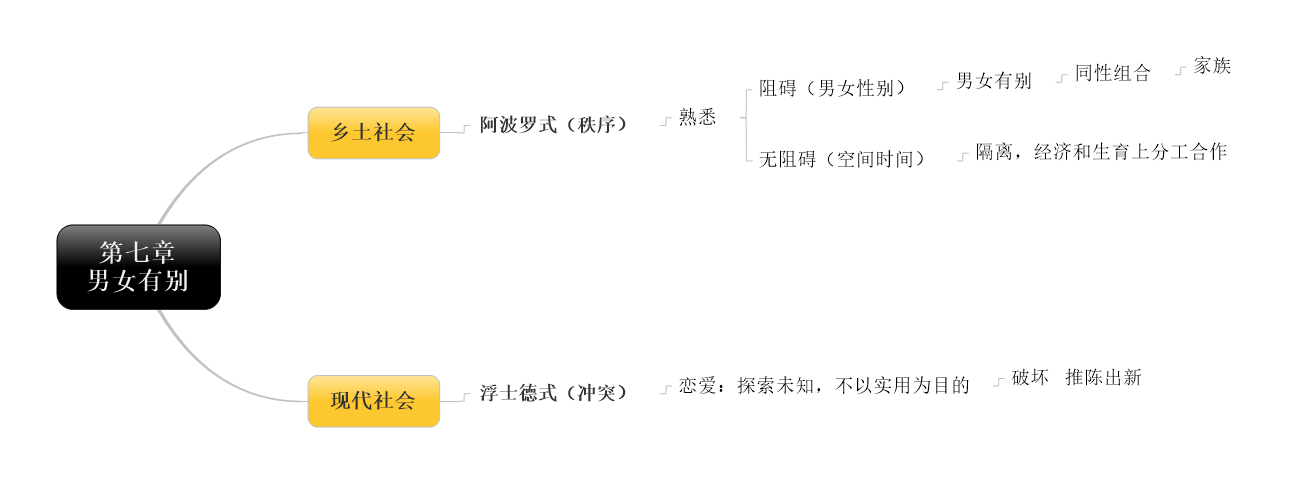 第七章
男女有别
乡土社会
阿波罗式（秩序）
熟悉
阻碍（男女性别）
男女有别
同性组合
家族
无阻碍（空间时间）
隔离，经济和生育上分工合作
现代社会
浮士德式（冲突）
恋爱：探索未知，不以实用为目的
破坏 推陈出新